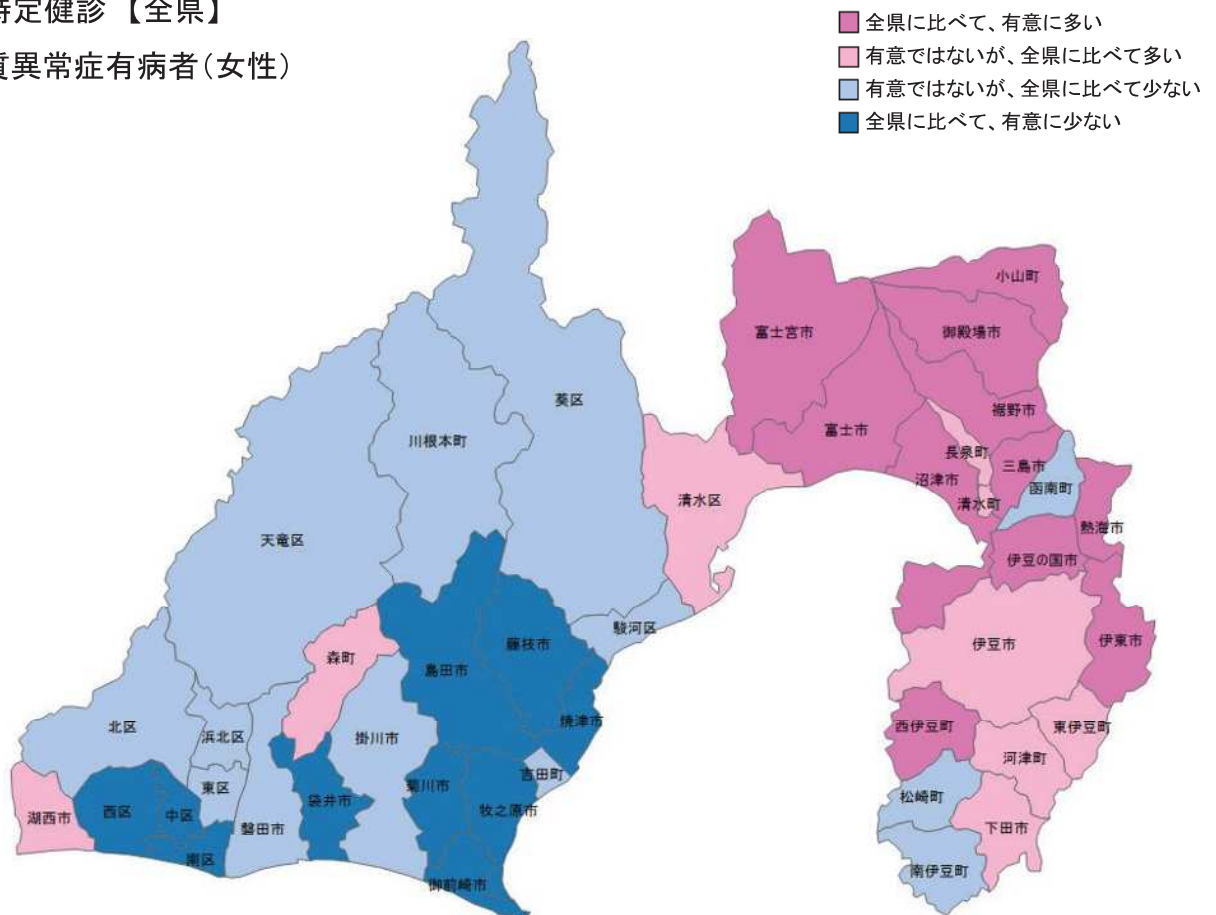 特定健診 【全県】
質異常症有病者(女性)
全県に比べて、有意に多い
有意ではないが、全県に比べて多い
有意ではないが、全県に比べて少ない
全県に比べて、有意に少ない
小山町
富士宮市
御殿場市
葵区
裾野市
富士市
川根本町
長泉町
三島市
沼津市
函南町
清水区
清水町
熱海市
天竜区
伊豆の国市
駿河区
藤枝市
伊豆市
伊東市
森町
島田市
焼津市
西伊豆町
東伊豆町
北区
浜北区
掛川市
河津町
吉田町
東区
菊川市
松崎町
袋井市
牧之原市
西区
中区
湖西市
磐田市
下田市
南区
南伊豆町
御前崎市